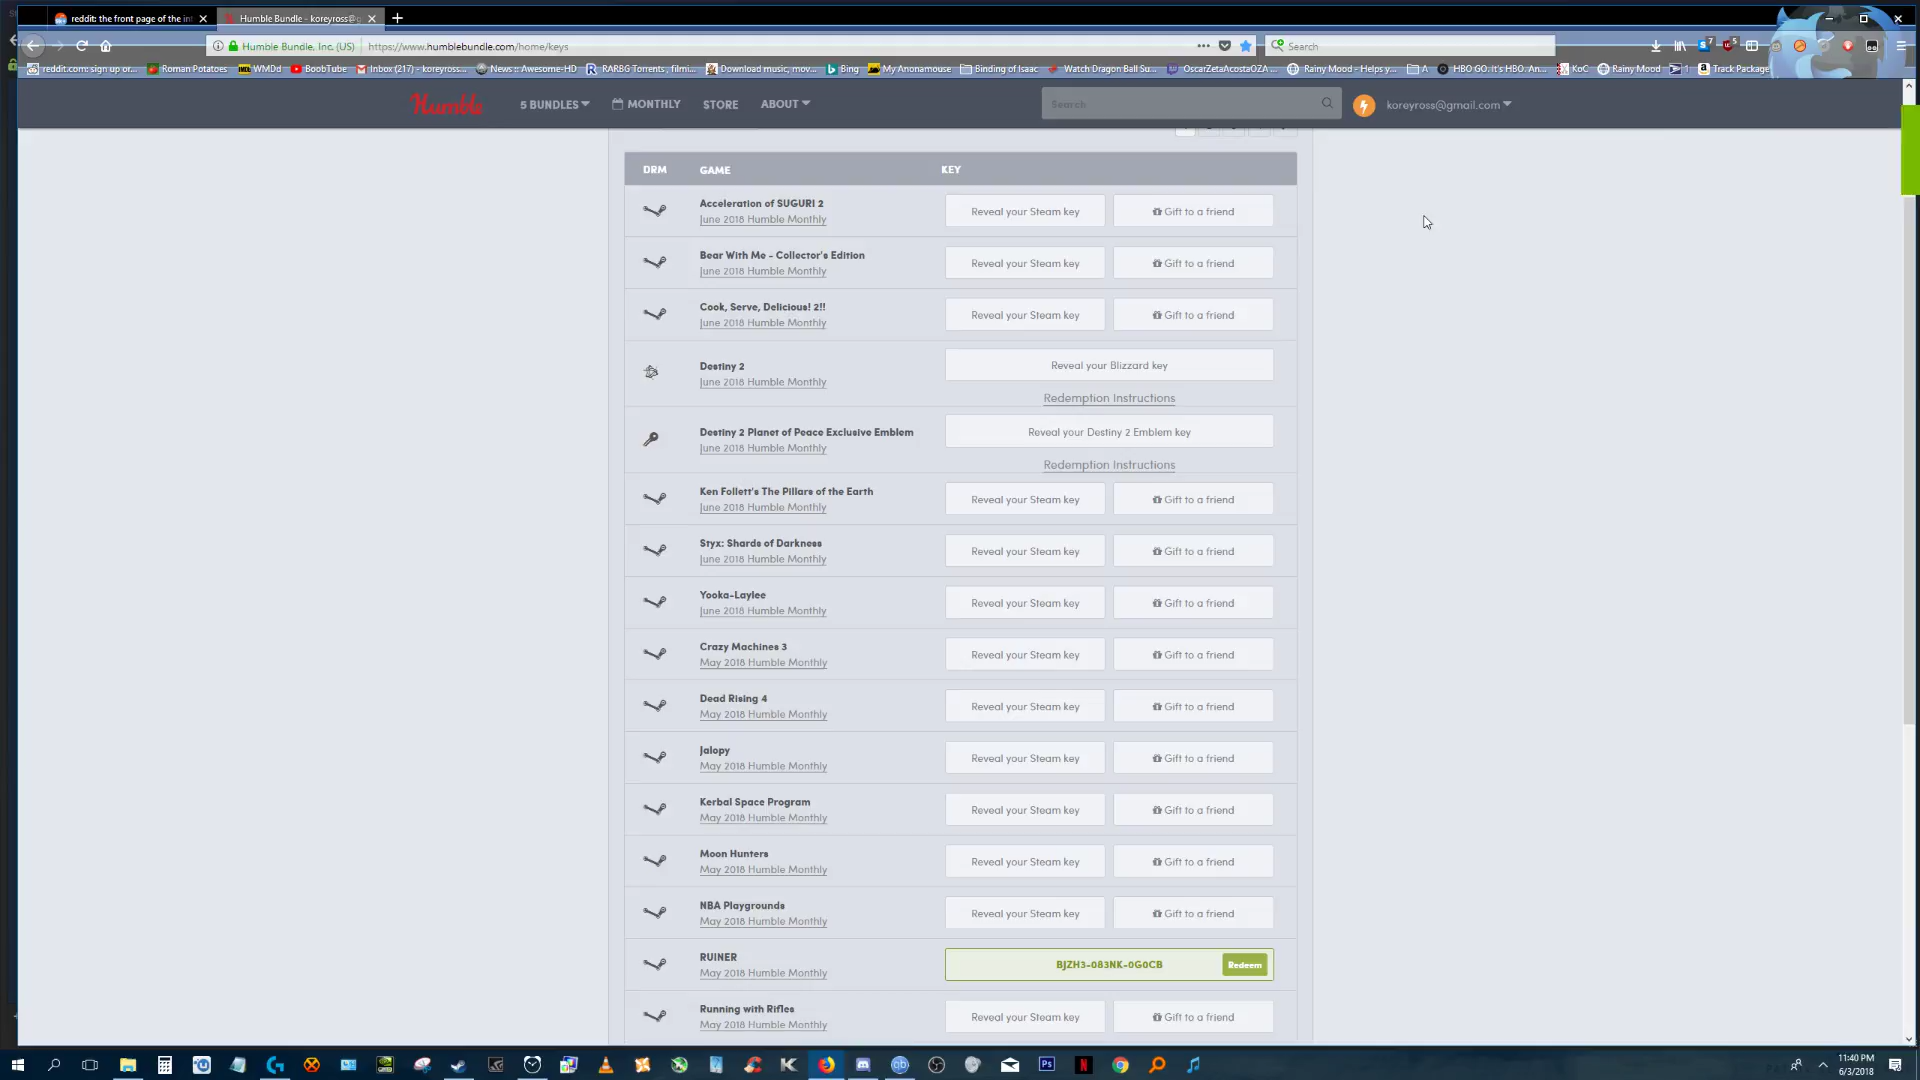 reddit: the front page of the in
Humble Bundle - koreyross@g
Humble Bundle, Inc. (US)
https://www.humblebundle.com/home/keys
Search
reddit.com: sign up or...
Roman Potatoes
WMDd
BoobTube
Inbox (217) - koreyross...
News :: Awesome-HD
RARBG Torrents , filmi...
Download music, mov...
Bing
My Anonamouse
Binding of Isaac
Watch Dragon Ball Su...
OscarZetaAcostaOZA ...
Rainy Mood - Helps y...
A
HBO GO. It's HBO. An...
KoC
Rainy Mood
1
Track Package
Humble
5 BUNDLES
MONTHLY
STORE
ABOUT
Search
koreyross@gmail.com
DRM GAME KEY
Acceleration of SUGURI 2
June 2018 Humble Monthly
Reveal your Steam key
Gift to a friend
Bear With Me - Collector's Edition
June 2018 Humble Monthly
Reveal your Steam key
Gift to a friend
Cook, Serve, Delicious! 2!!
June 2018 Humble Monthly
Reveal your Steam key
Gift to a friend
Destiny 2
June 2018 Humble Monthly
Reveal your Blizzard key
Redemption Instructions
Destiny 2 Planet of Peace Exclusive Emblem
June 2018 Humble Monthly
Reveal your Destiny 2 Emblem key
Redemption Instructions
Ken Follett's The Pillars of the Earth
June 2018 Humble Monthly
Reveal your Steam key
Gift to a friend
Styx: Shards of Darkness
June 2018 Humble Monthly
Reveal your Steam key
Gift to a friend
Yooka-Laylee
June 2018 Humble Monthly
Reveal your Steam key
Gift to a friend
Crazy Machines 3
May 2018 Humble Monthly
Reveal your Steam key
Gift to a friend
Dead Rising 4
May 2018 Humble Monthly
Reveal your Steam key
Gift to a friend
Jalopy
May 2018 Humble Monthly
Reveal your Steam key
Gift to a friend
Kerbal Space Program
May 2018 Humble Monthly
Reveal your Steam key
Gift to a friend
Moon Hunters
May 2018 Humble Monthly
Reveal your Steam key
Gift to a friend
NBA Playgrounds
May 2018 Humble Monthly
Reveal your Steam key
Gift to a friend
RUINER
May 2018 Humble Monthly
BJZH3-083NK-0G0CB
Redeem
Running with Rifles
May 2018 Humble Monthly
Reveal your Steam key
Gift to a friend
11:40 PM
6/3/2018